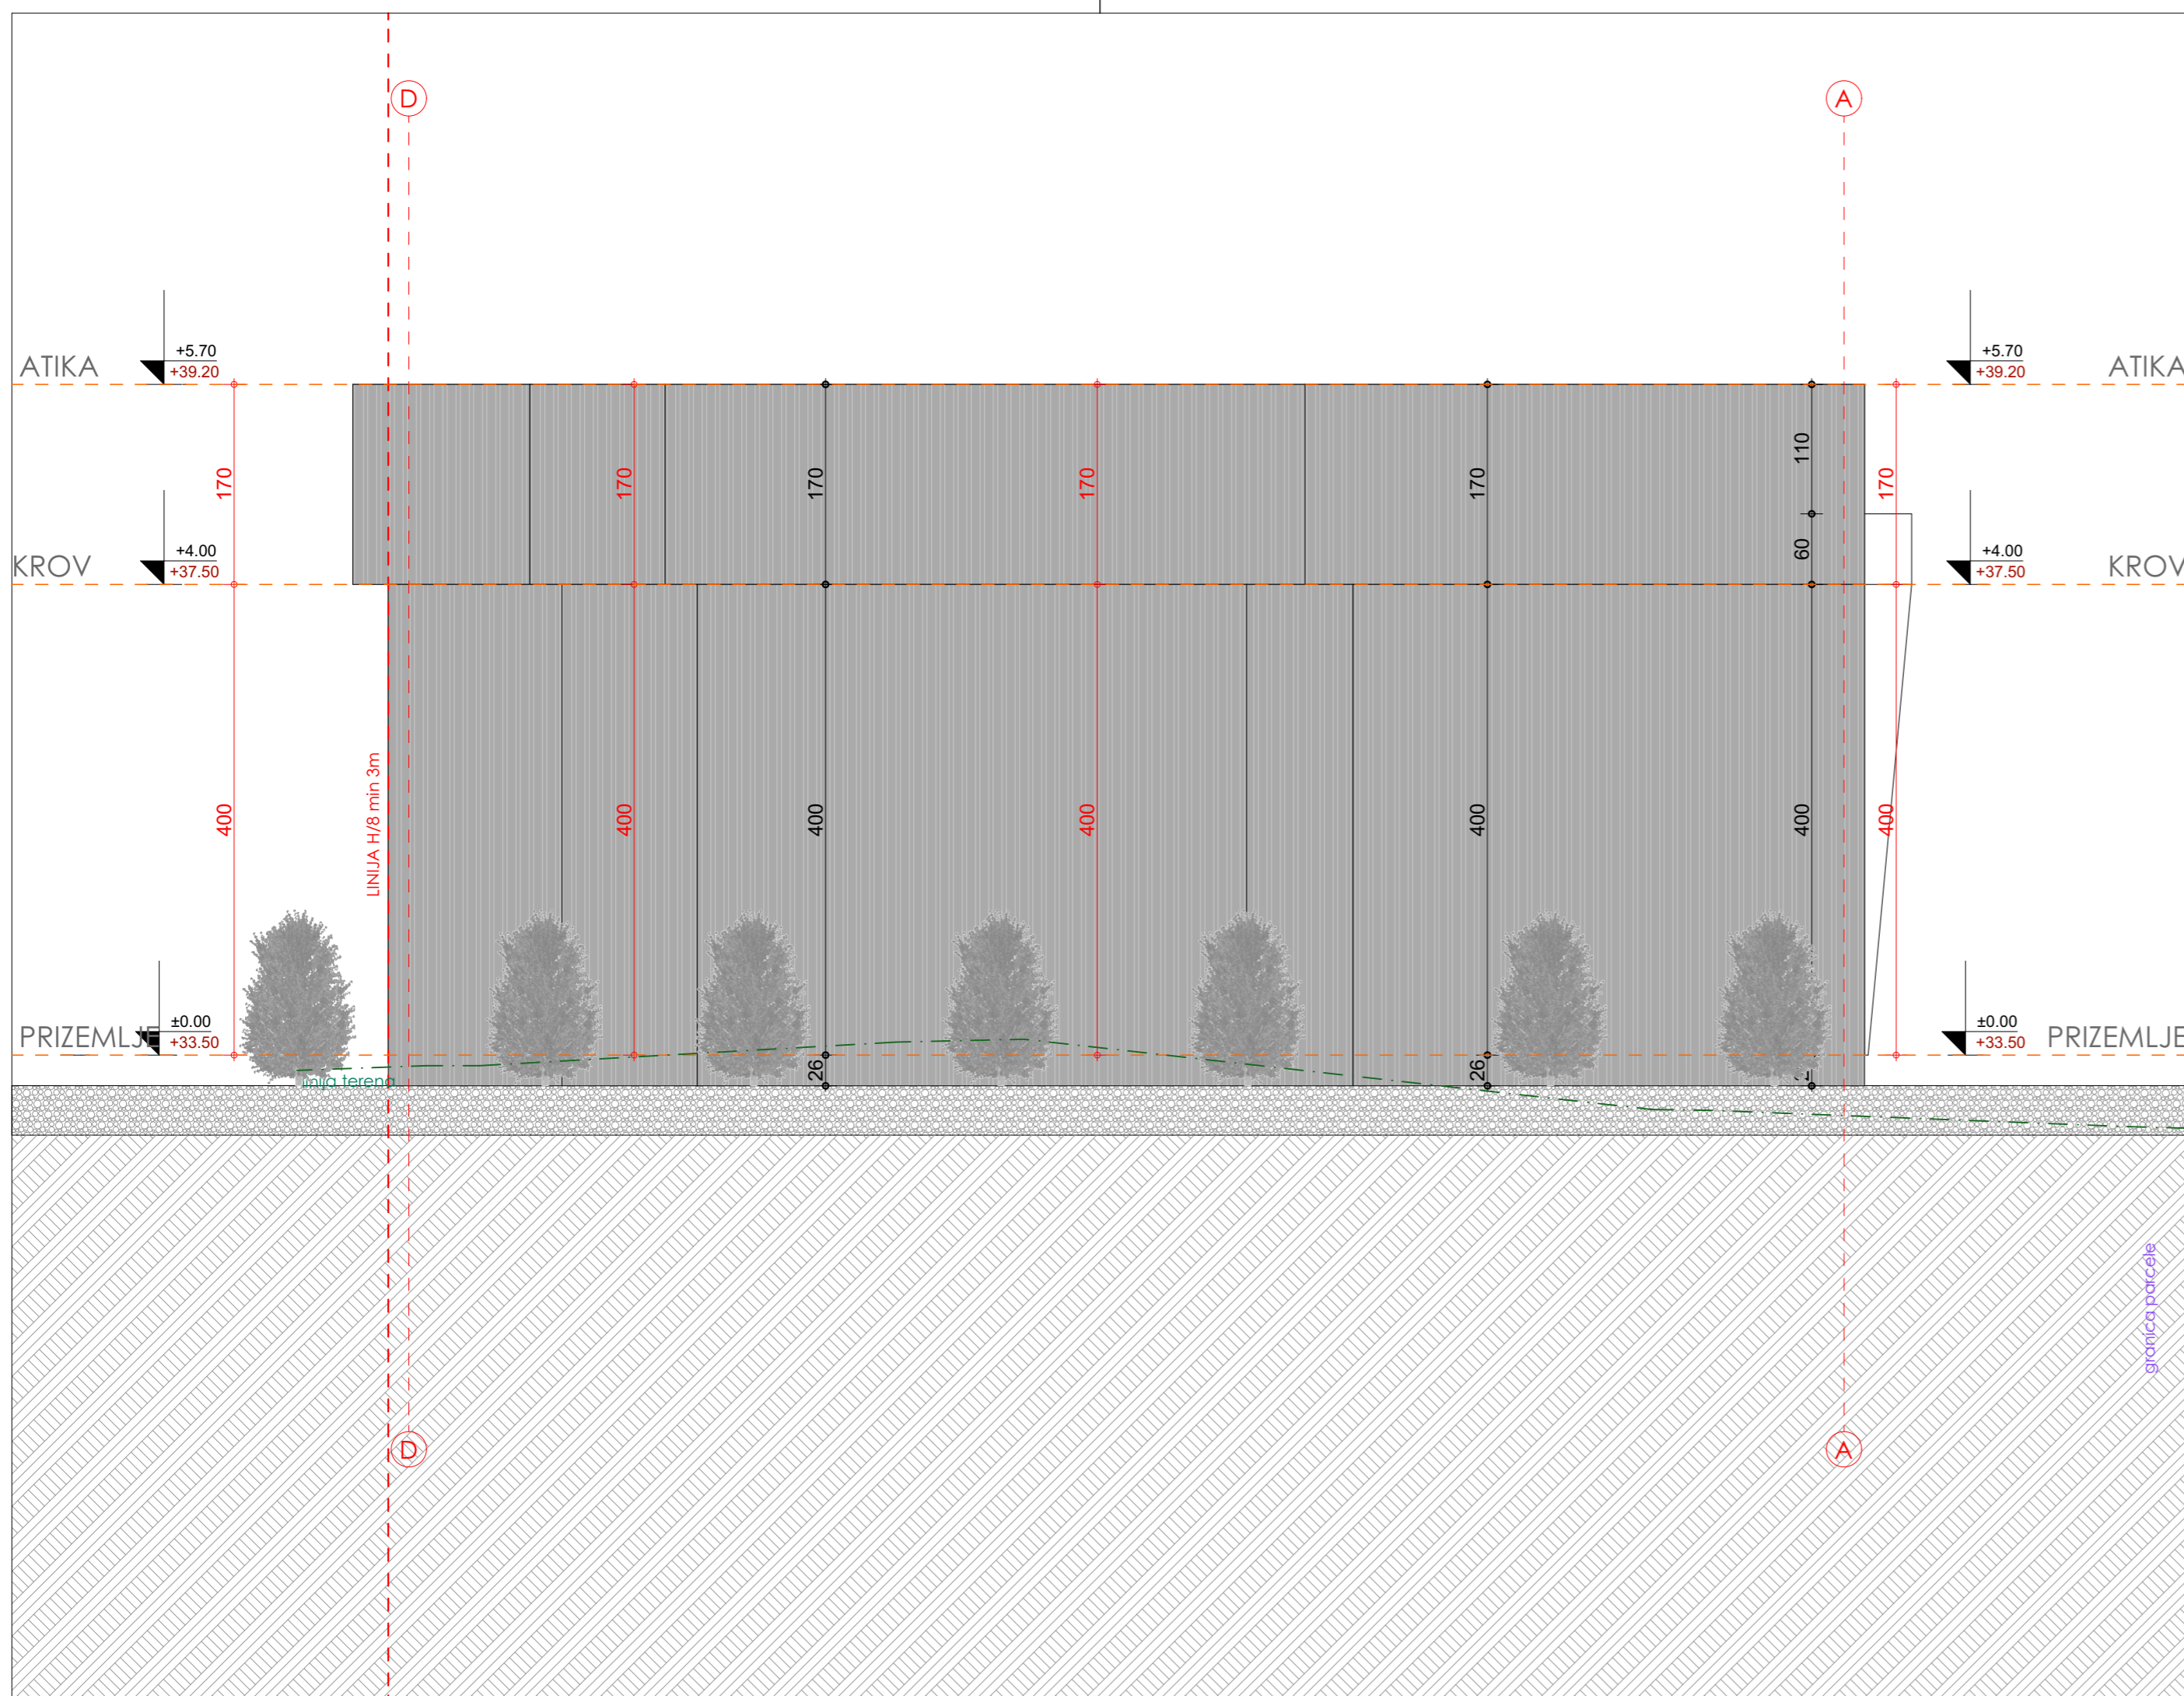 D
A
ATIKA
+5.70
+39.20
+5.70
+39.20
ATIKA
170
170
170
170
170
110
170
KROV
+4.00
+37.50
60
+4.00
+37.50
KROV
LINIJA H/8 min 3m
400
400
400
400
400
400
400
PRIZEMLJE
±0.00
+33.50
±0.00
+33.50
PRIZEMLJE
26
26
linija terena
granica parcele
D
A